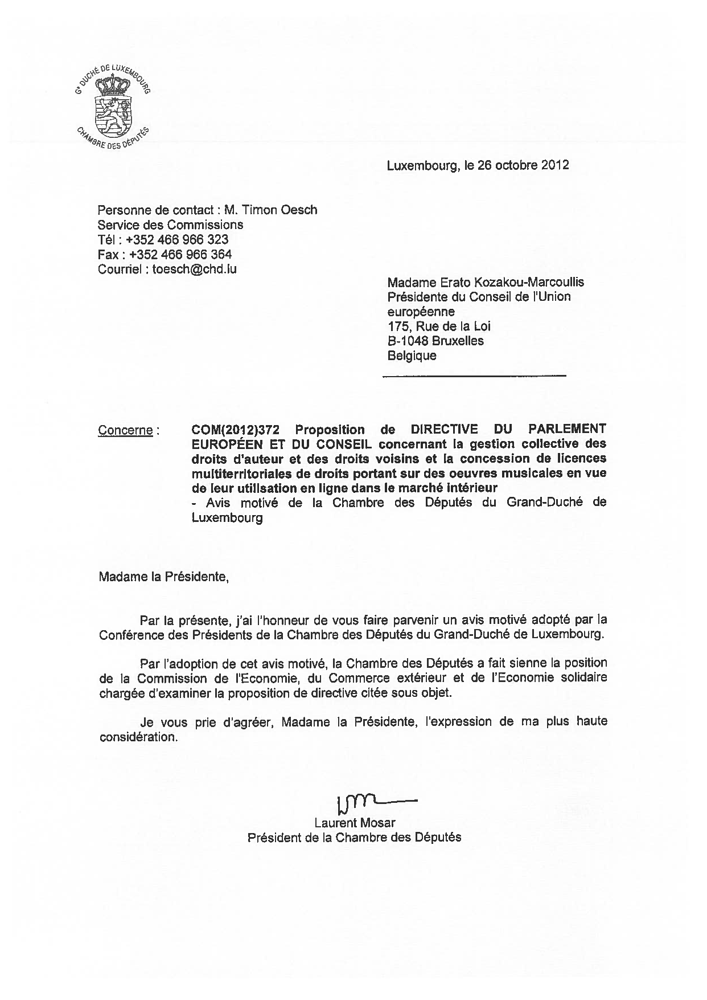 Gᵈ DUCHÉ DE LUXEMBOURG
CHAMBRE DES DÉPUTÉS
Luxembourg, le 26 octobre 2012
Personne de contact : M. Timon Oesch
Service des Commissions
Tél : +352 466 966 323
Fax : +352 466 966 364
Courriel : toesch@chd.lu
Madame Erato Kozakou-Marcoullis
Présidente du Conseil de l'Union
européenne
175, Rue de la Loi
B-1048 Bruxelles
Belgique
Concerne : COM(2012)372 Proposition de DIRECTIVE DU PARLEMENT
EUROPÉEN ET DU CONSEIL concernant la gestion collective des
droits d'auteur et des droits voisins et la concession de licences
multiterritoriales de droits portant sur des oeuvres musicales en vue
de leur utilisation en ligne dans le marché intérieur
- Avis motivé de la Chambre des Députés du Grand-Duché de
Luxembourg
Madame la Présidente,
Par la présente, j'ai l'honneur de vous faire parvenir un avis motivé adopté par la
Conférence des Présidents de la Chambre des Députés du Grand-Duché de Luxembourg.
Par l'adoption de cet avis motivé, la Chambre des Députés a fait sienne la position
de la Commission de l'Economie, du Commerce extérieur et de l'Economie solidaire
chargée d'examiner la proposition de directive citée sous objet.
Je vous prie d'agréer, Madame la Présidente, l'expression de ma plus haute
considération.
Laurent Mosar
Président de la Chambre des Députés